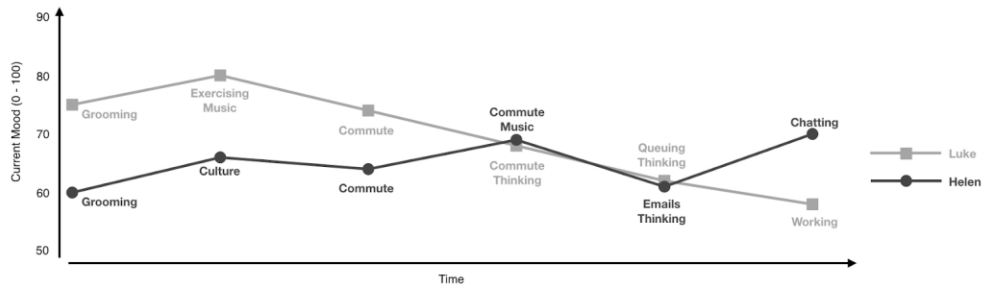 90
80
70
60
50
Current Mood (0 - 100)
Grooming
Exercising
Music
Commute
Commute
Thinking
Queuing
Thinking
Working
Grooming
Culture
Commute
Commute
Music
Emails
Thinking
Chatting
Luke
Helen
Time